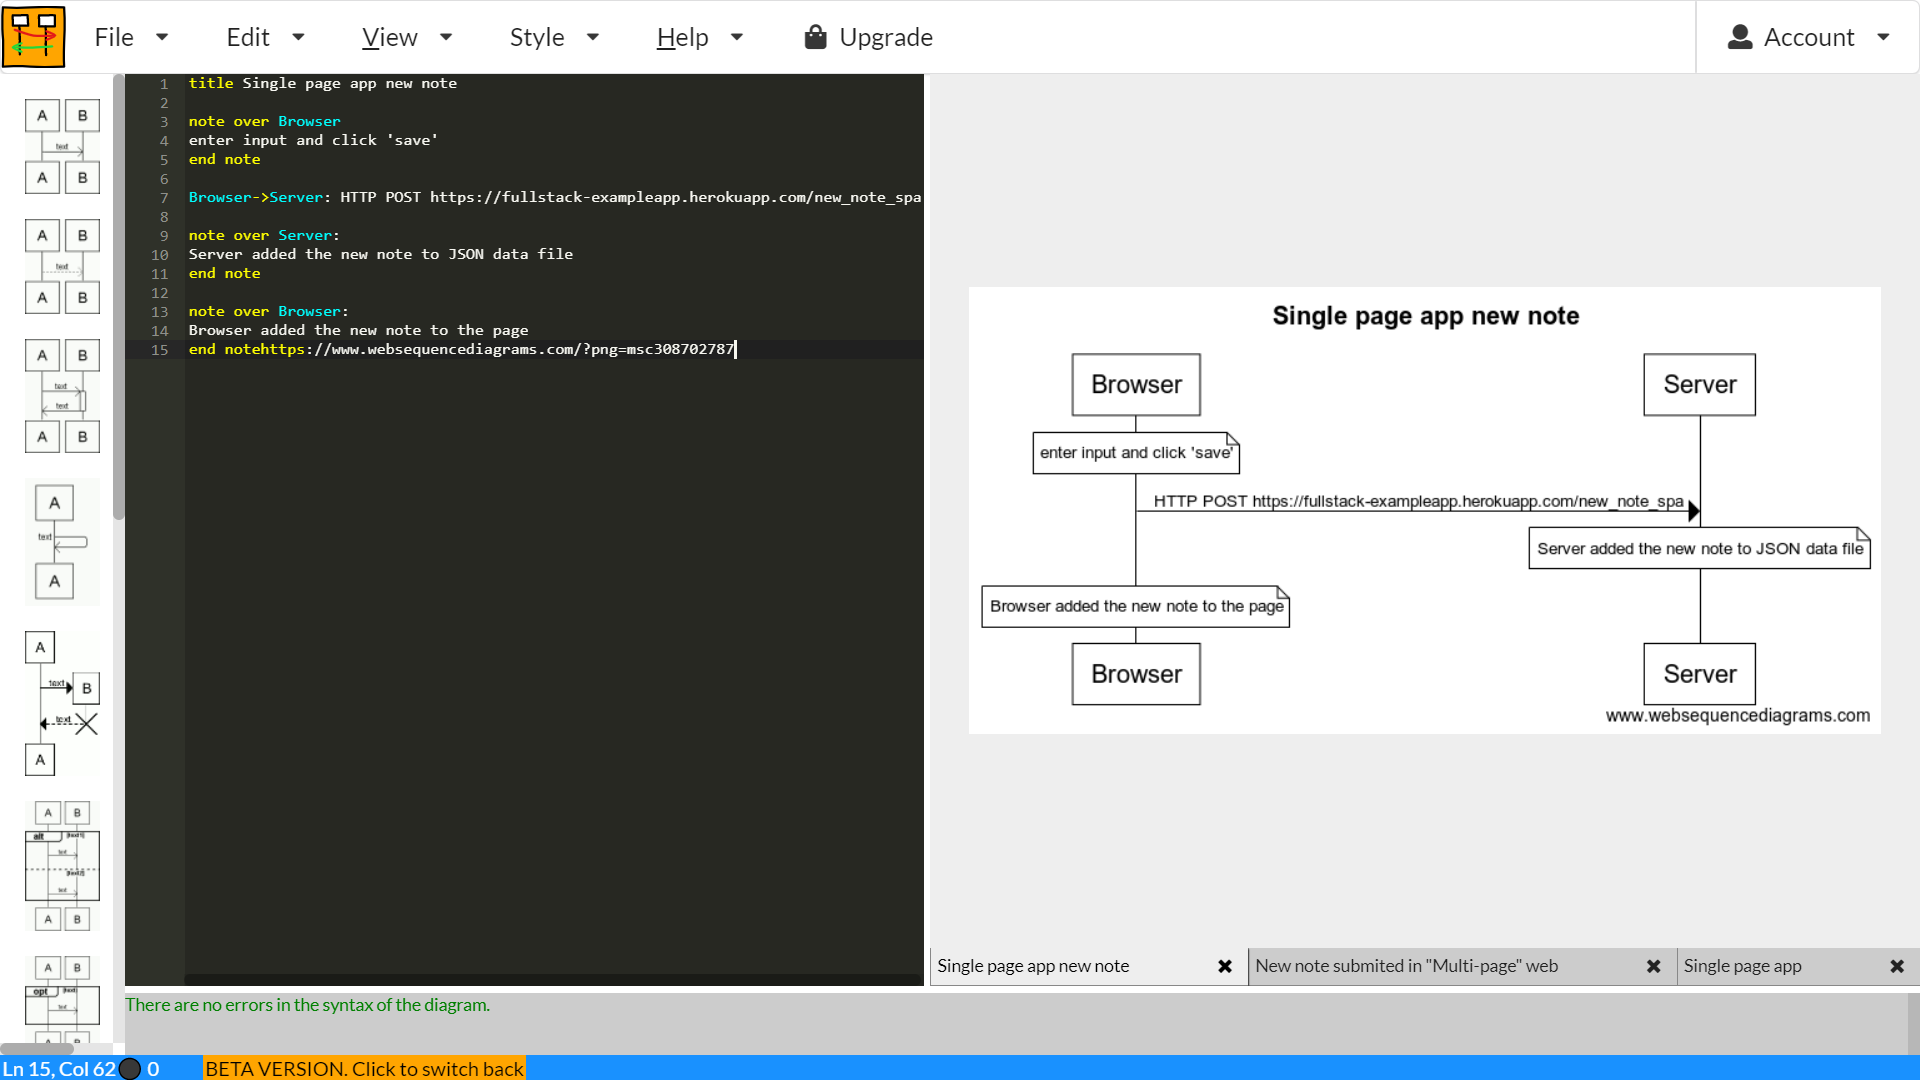 File Edit View Style Help Upgrade Account
A B
text
A B
A B
text
A B
A B
text
text
A B
A
text
A
A
text B
text
A
A B
alt [text1]
text
[text2]
text
A B
A B
opt [text]
text
A B
1 title Single page app new note
2
3 note over Browser
4 enter input and click 'save'
5 end note
6
7 Browser->Server: HTTP POST https://fullstack-exampleapp.herokuapp.com/new_note_spa
8
9 note over Server:
10 Server added the new note to JSON data file
11 end note
12
13 note over Browser:
14 Browser added the new note to the page
15 end notehttps://www.websequencediagrams.com/?png=msc308702787
Single page app new note
Browser Server
enter input and click 'save'
HTTP POST https://fullstack-exampleapp.herokuapp.com/new_note_spa
Server added the new note to JSON data file
Browser added the new note to the page
Browser Server
www.websequencediagrams.com
Single page app new note New note submited in "Multi-page" web Single page app
There are no errors in the syntax of the diagram.
Ln 15, Col 62 0 BETA VERSION. Click to switch back